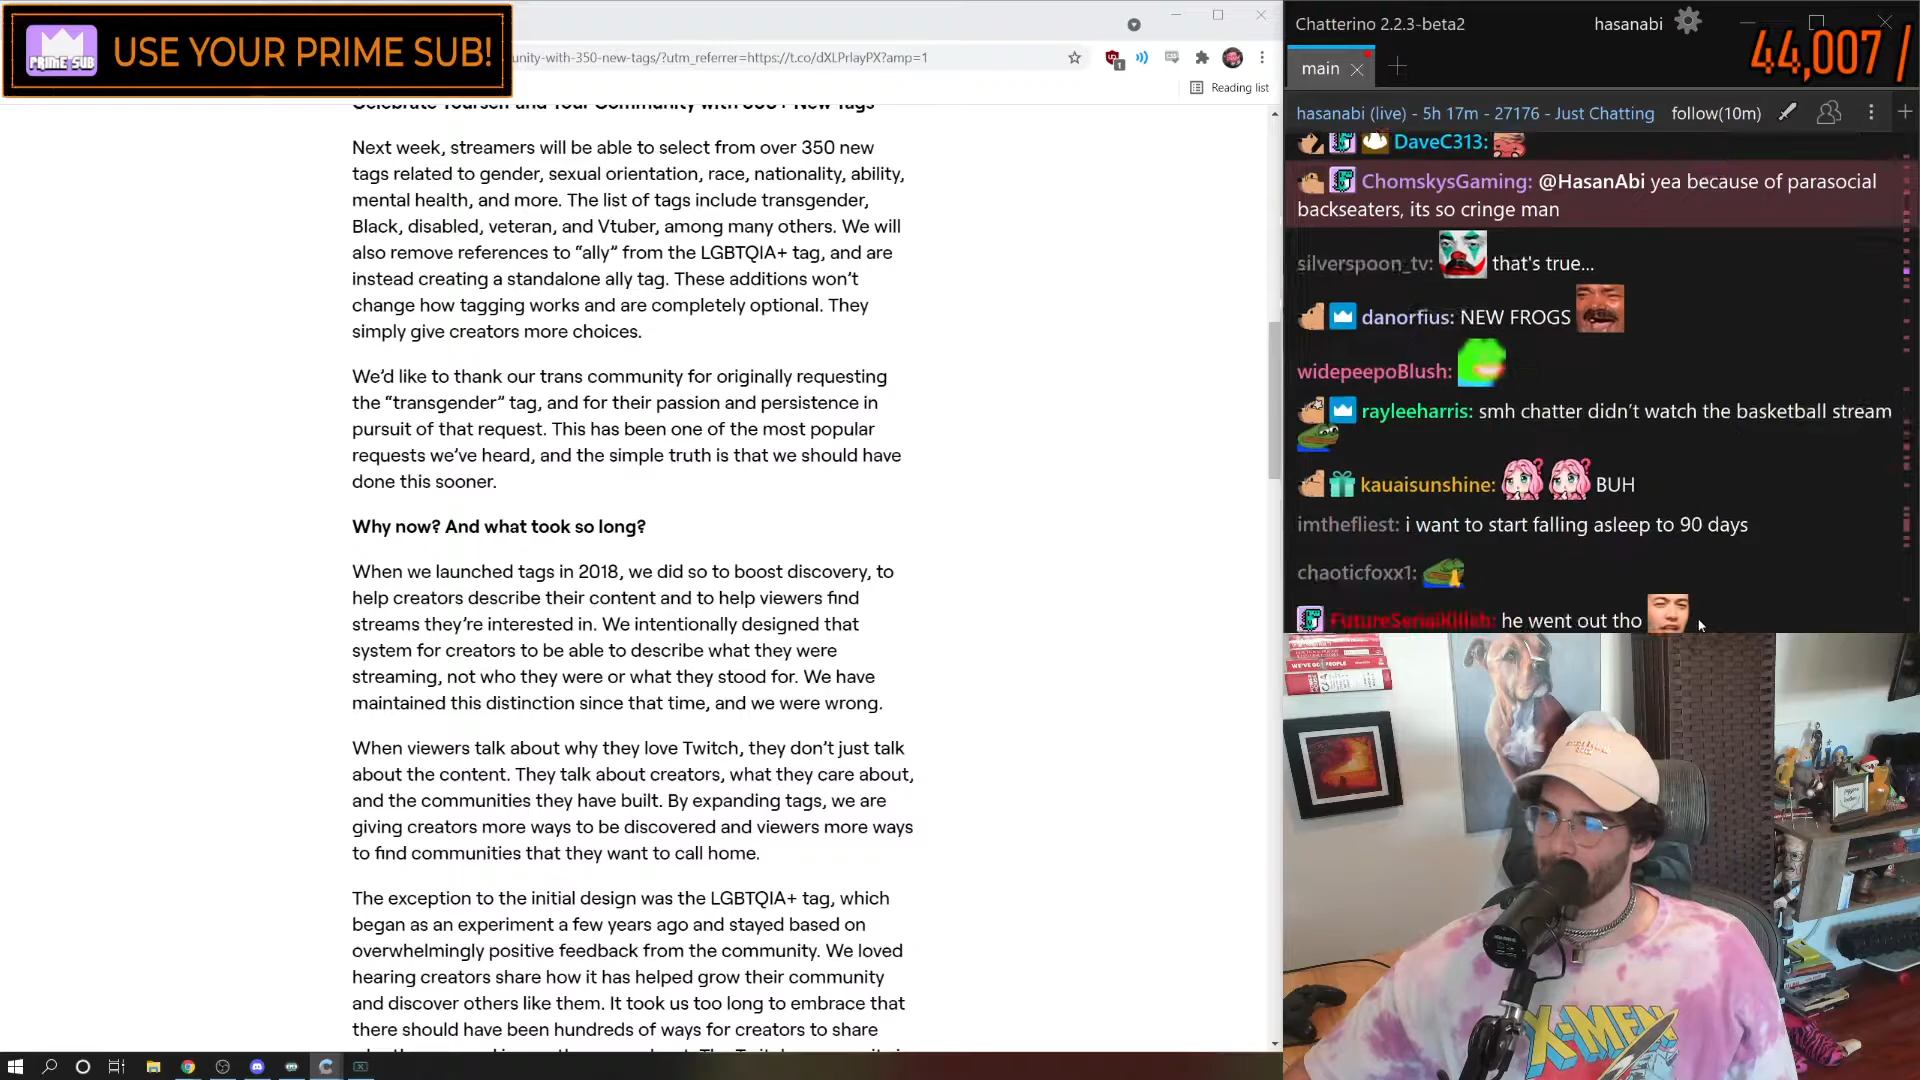 PRIME SUB
USE YOUR PRIME SUB!
unity-with-350-new-tags/?utm_referrer=https://t.co/dXLPrlayPX?amp=1
1
Reading list
Celebrate Yourself and Your Community with 350+ New Tags
Next week, streamers will be able to select from over 350 new
tags related to gender, sexual orientation, race, nationality, ability,
mental health, and more. The list of tags include transgender,
Black, disabled, veteran, and Vtuber, among many others. We will
also remove references to “ally” from the LGBTQIA+ tag, and are
instead creating a standalone ally tag. These additions won’t
change how tagging works and are completely optional. They
simply give creators more choices.
We’d like to thank our trans community for originally requesting
the “transgender” tag, and for their passion and persistence in
pursuit of that request. This has been one of the most popular
requests we’ve heard, and the simple truth is that we should have
done this sooner.
Why now? And what took so long?
When we launched tags in 2018, we did so to boost discovery, to
help creators describe their content and to help viewers find
streams they’re interested in. We intentionally designed that
system for creators to be able to describe what they were
streaming, not who they were or what they stood for. We have
maintained this distinction since that time, and we were wrong.
When viewers talk about why they love Twitch, they don’t just talk
about the content. They talk about creators, what they care about,
and the communities they have built. By expanding tags, we are
giving creators more ways to be discovered and viewers more ways
to find communities that they want to call home.
The exception to the initial design was the LGBTQIA+ tag, which
began as an experiment a few years ago and stayed based on
overwhelmingly positive feedback from the community. We loved
hearing creators share how it has helped grow their community
and discover others like them. It took us too long to embrace that
there should have been hundreds of ways for creators to share
Chatterino 2.2.3-beta2
hasanabi
44,007 /
main
hasanabi (live) - 5h 17m - 27176 - Just Chatting
follow(10m)
DaveC313:
ChomskysGaming: @HasanAbi yea because of parasocial
backseaters, its so cringe man
silverspoon_tv: that's true...
danorfius: NEW FROGS
widepeepoBlush:
rayleeharris: smh chatter didn’t watch the basketball stream
kauaisunshine: BUH
imthefliest: i want to start falling asleep to 90 days
chaoticfoxx1:
FutureSerialKillah: he went out tho
X-MEN